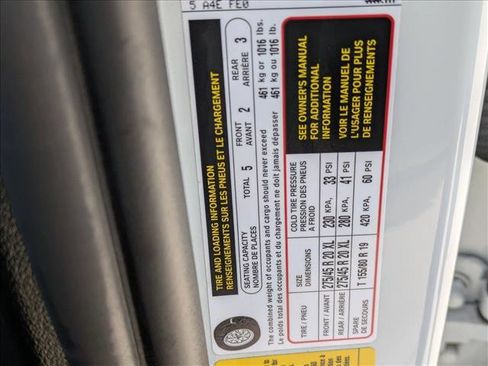 5 A4E FE0
TIRE AND LOADING INFORMATION
RENSEIGNEMENTS SUR LES PNEUS ET LE CHARGEMENT
SEATING CAPACITY
NOMBRE DE PLACES
TOTAL 5
FRONT
AVANT 2
REAR
ARRIÈRE 3
The combined weight of occupants and cargo should never exceed 461 kg or 1016 lbs.
Le poids total des occupants et du chargement ne doit jamais dépasser 461 kg ou 1016 lb.
TIRE / PNEU
SIZE
DIMENSIONS
COLD TIRE PRESSURE
PRESSION DES PNEUS
A FROID
FRONT / AVANT 275/45 R 20 XL 230 KPA, 33 PSI
REAR / ARRIÈRE 275/45 R 20 XL 280 KPA, 41 PSI
SPARE
DE SECOURS T 155/80 R 19 420 KPA, 60 PSI
SEE OWNER'S MANUAL
FOR ADDITIONAL
INFORMATION
VOIR LE MANUEL DE
L'USAGER POUR PLUS
DE RENSEIGNEMENTS